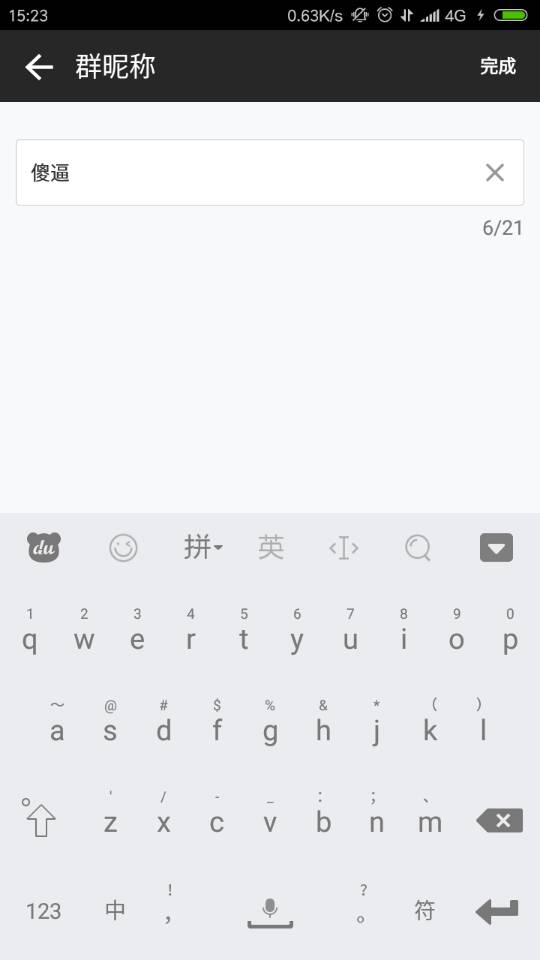 15:23 0.63K/s 4G
群昵称 完成
傻逼
6/21
du 拼 英
1 2 3 4 5 6 7 8 9 0
q w e r t y u i o p
～ @ # $ % & * ( )
a s d f g h j k l
' / - _ : ; 、
z x c v b n m
! ?
123 中 ， 。 符